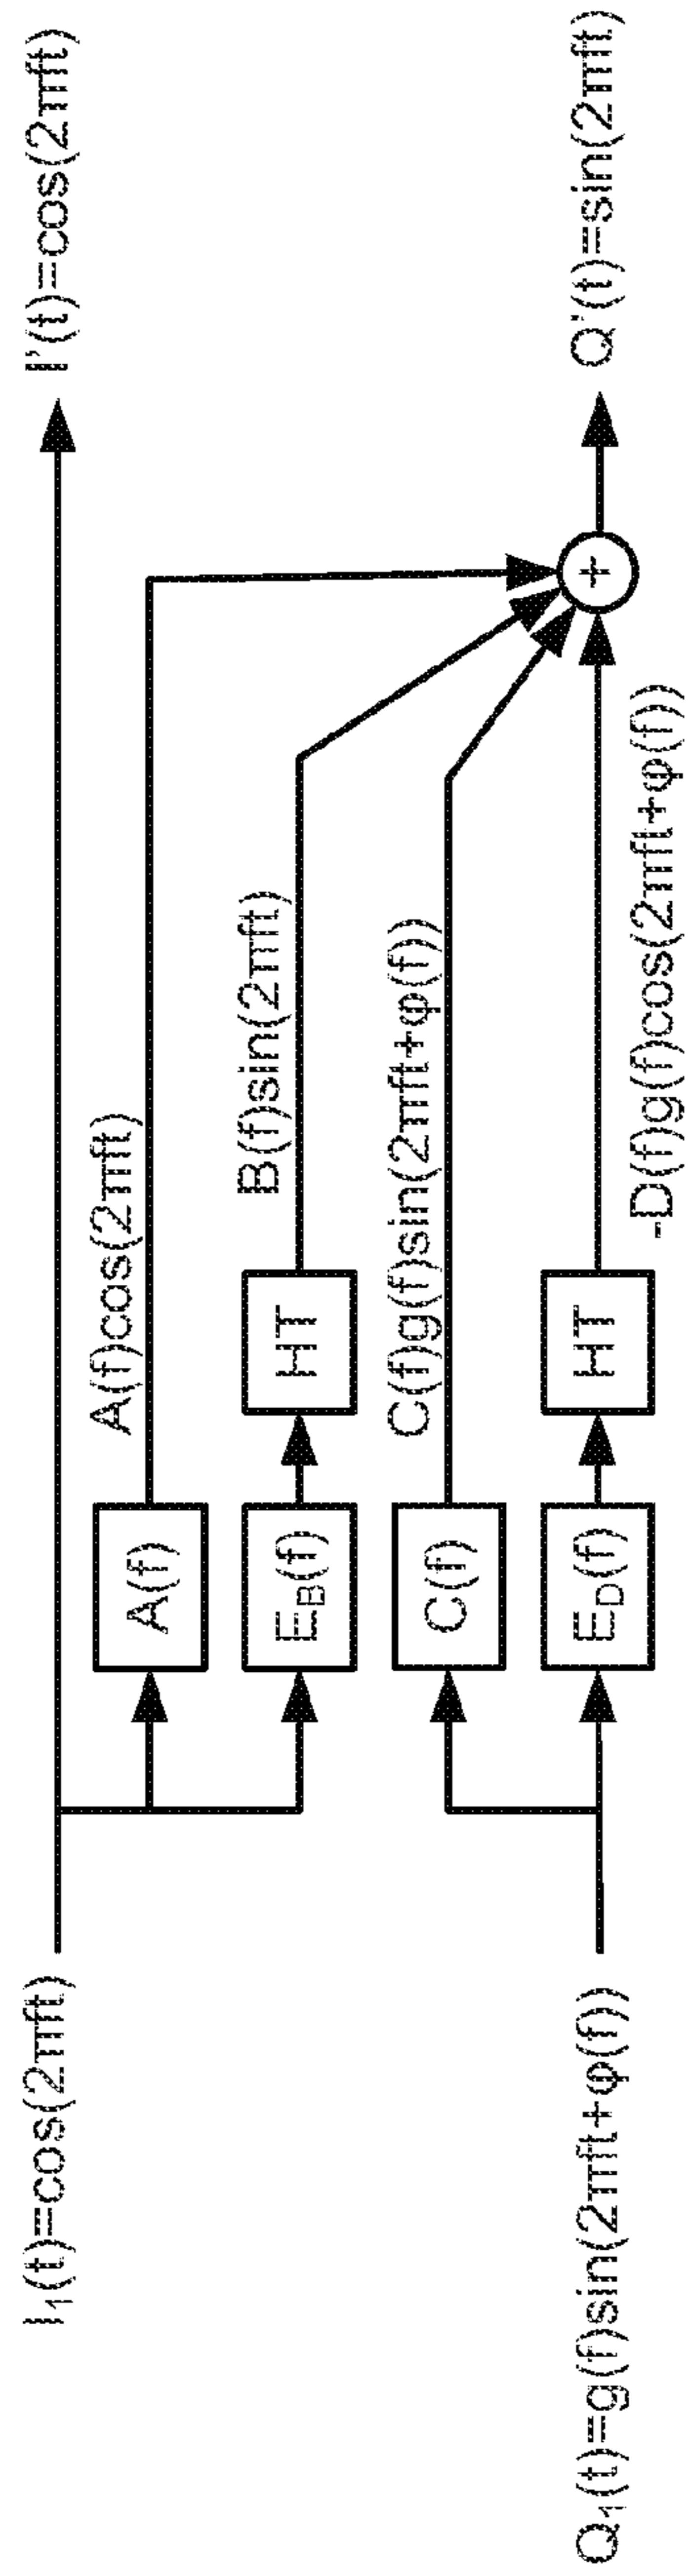 I₁(t)=cos(2πft)
I'(t)=cos(2πft)
A(f)
A(f)cos(2πft)
E_B(f)
HT
B(f)sin(2πft)
C(f)
C(f)g(f)sin(2πft+φ(f))
+
Q₁(t)=g(f)sin(2πft+φ(f))
E_D(f)
HT
Q'(t)=sin(2πft)
-D(f)g(f)cos(2πft+φ(f))